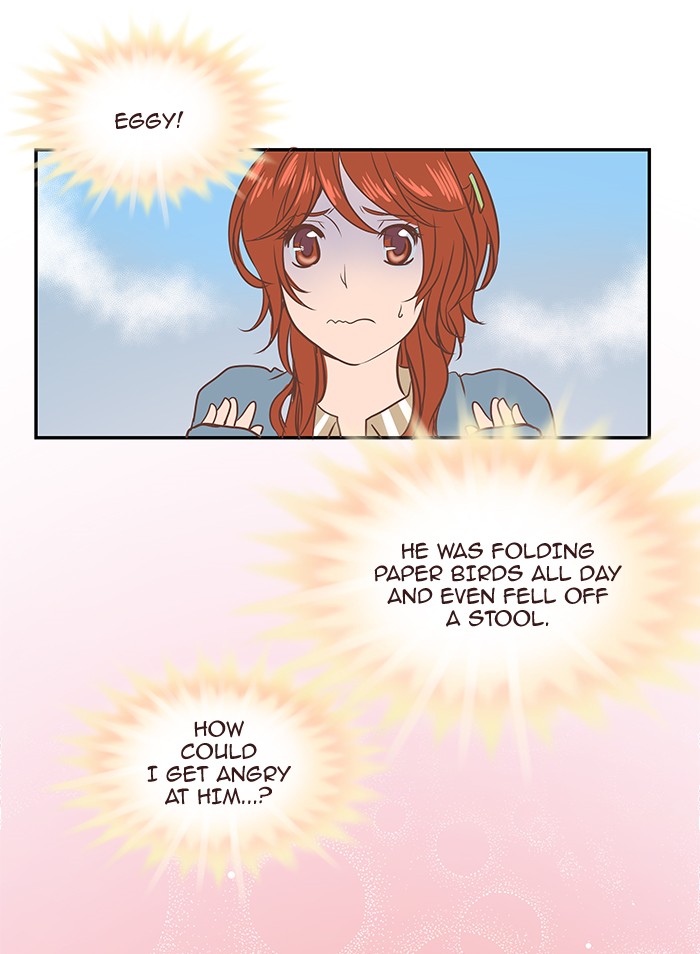 EGGY!
HE WAS FOLDING
PAPER BIRDS ALL DAY
AND EVEN FELL OFF
A STOOL.
HOW
COULD
I GET ANGRY
AT HIM...?